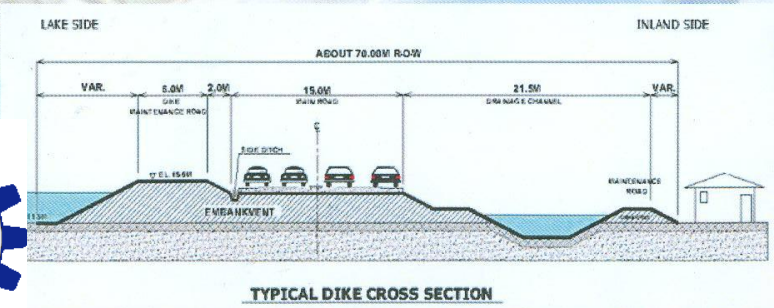 LAKE SIDE
INLAND SIDE
ABOUT 70.00M R-O-W
VAR.
6.0M
2.0M
15.0M
21.5M
VAR.
DIKE
MAINTENANCE ROAD
MAIN ROAD
DRAINAGE CHANNEL
SIDE DITCH
MAINTENANCE
ROAD
EMBANKMENT
TYPICAL DIKE CROSS SECTION